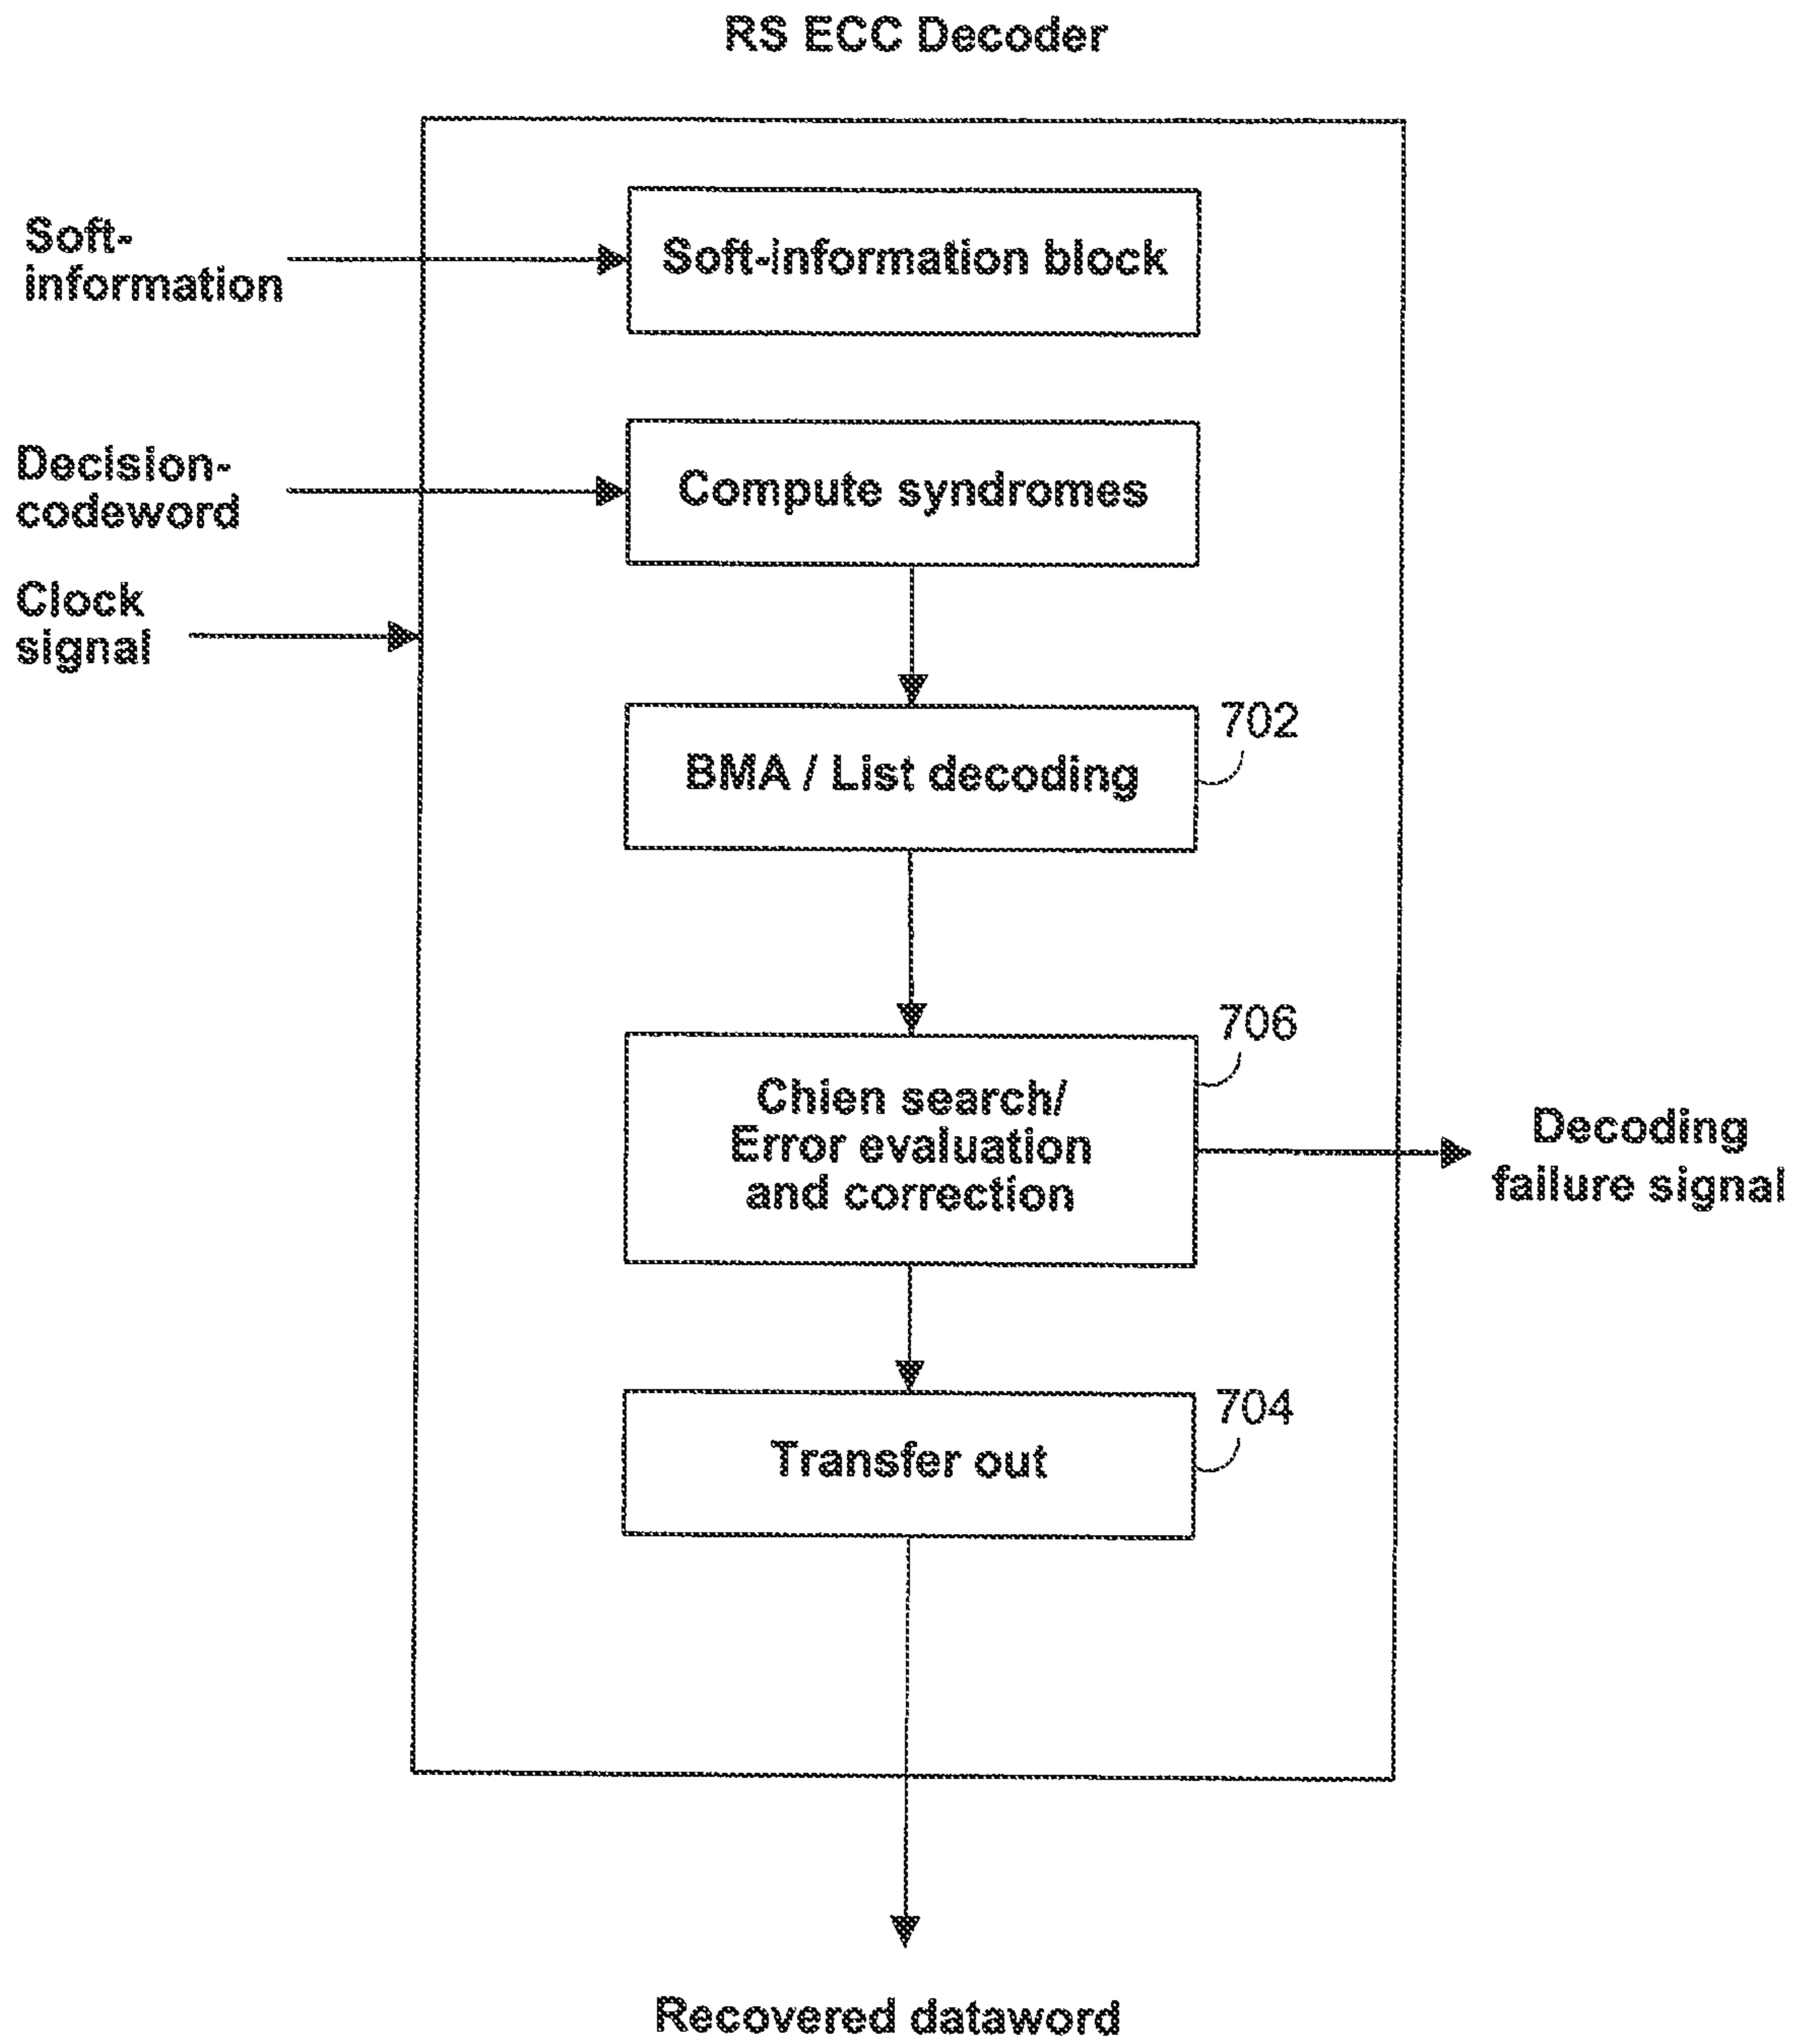 RS ECC Decoder
Soft-
information
Soft-information block
Decision-
codeword
Compute syndromes
Clock
signal
702
BMA / List decoding
706
Chien search/
Error evaluation
and correction
Decoding
failure signal
704
Transfer out
Recovered dataword